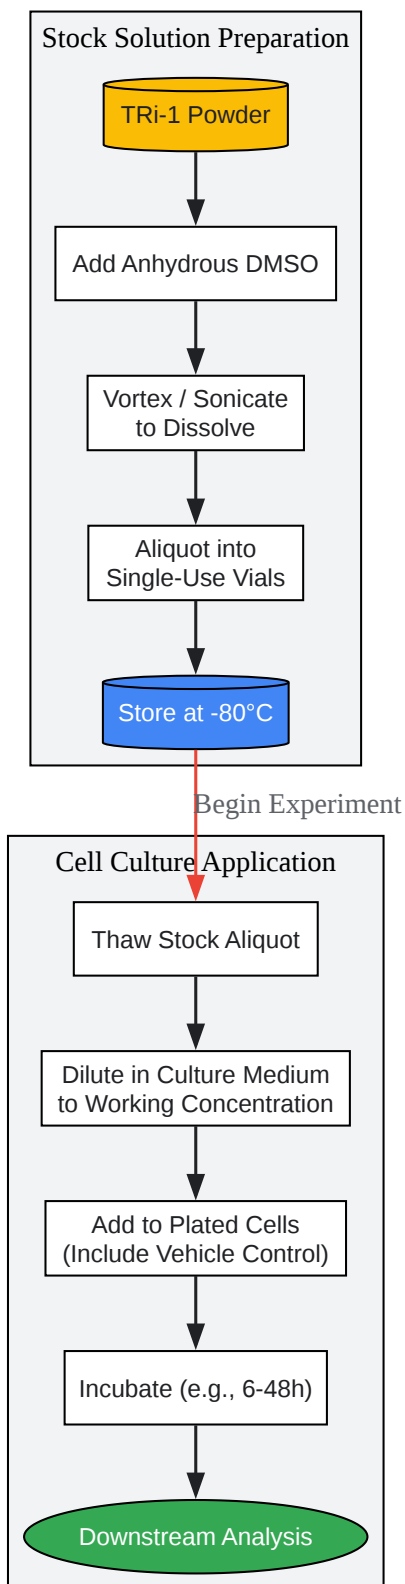 Stock Solution Preparation
TRi-1 Powder
Add Anhydrous DMSO
Vortex / Sonicate
to Dissolve
Aliquot into
Single-Use Vials
Store at -80°C
Begin Experiment
Cell Culture Application
Thaw Stock Aliquot
Dilute in Culture Medium
to Working Concentration
Add to Plated Cells
(Include Vehicle Control)
Incubate (e.g., 6-48h)
Downstream Analysis